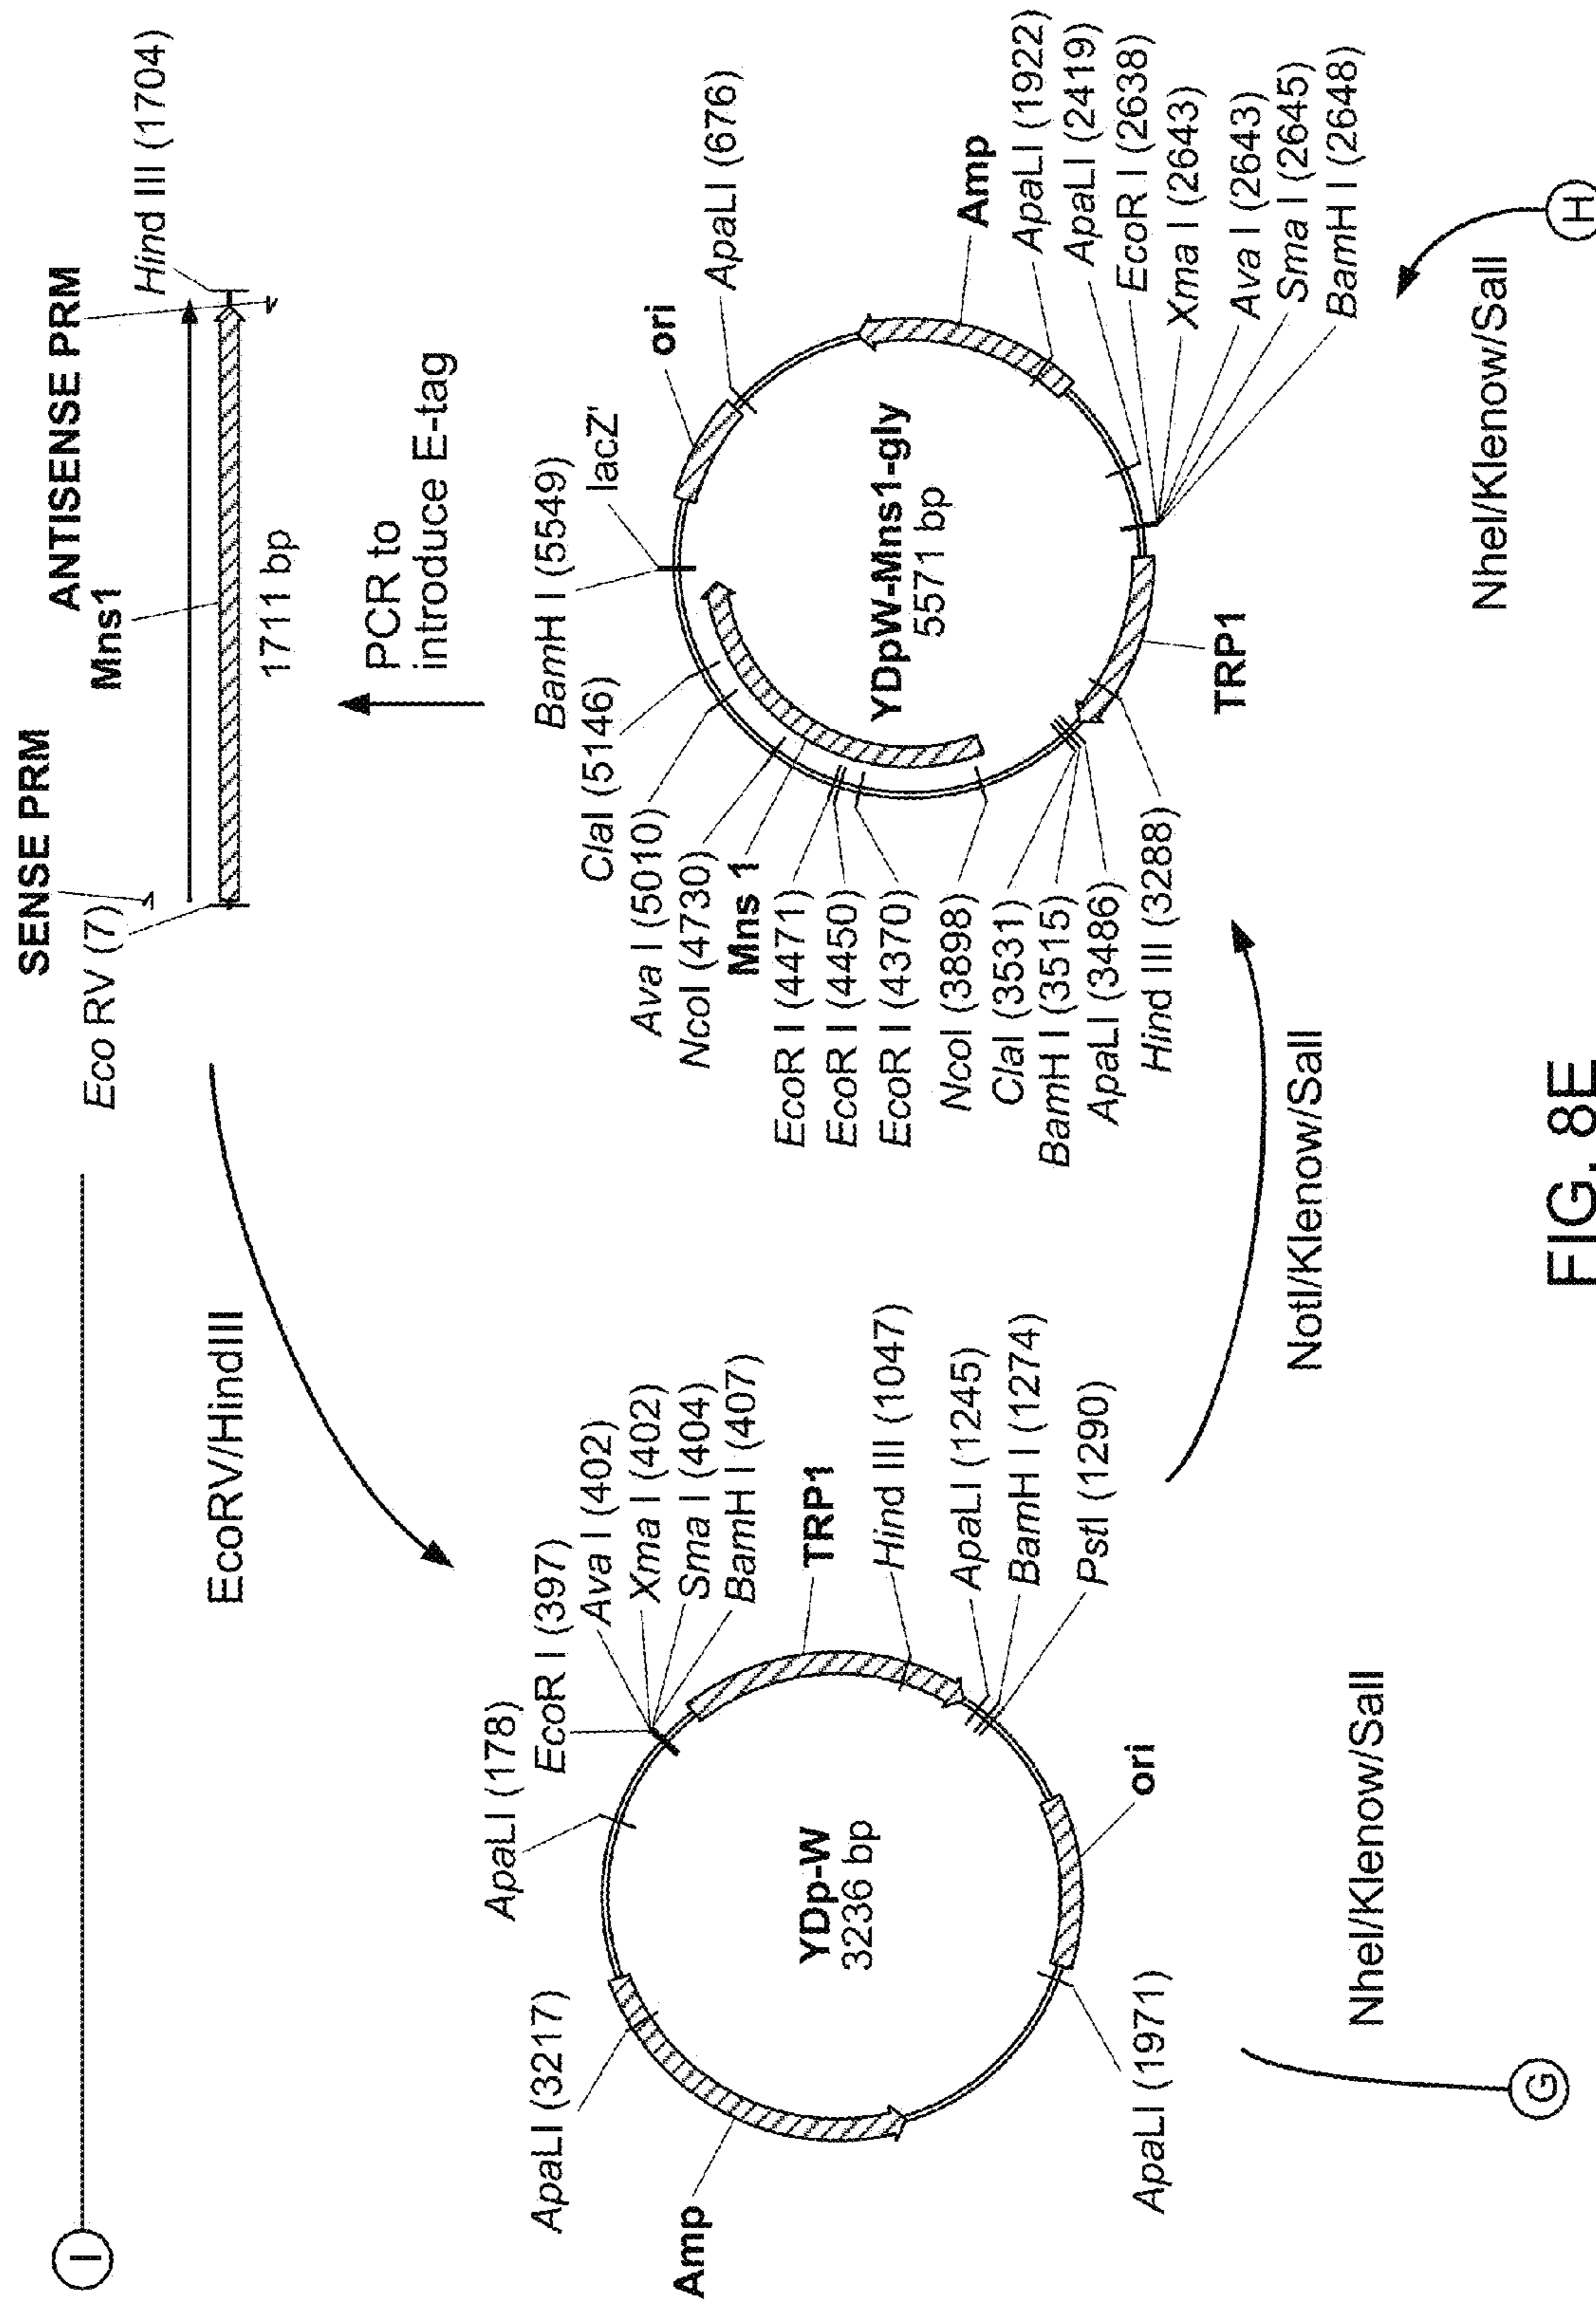 I
SENSE PRM
Eco RV (7)
Mns1
ANTISENSE PRM
Hind III (1704)
1711 bp
EcoRV/HindIII
PCR to
introduce E-tag
ApaLI (3217)
ApaLI (178)
EcoR I (397)
Ava I (402)
Xma I (402)
Sma I (404)
BamH I (407)
Amp
YDp-W
3236 bp
TRP1
Hind III (1047)
ApaLI (1245)
BamH I (1274)
PstI (1290)
ori
ApaLI (1971)
BamH I (5549)
lacZ'
ori
ApaLI (676)
ClaI (5146)
Ava I (5010)
NcoI (4730)
Mns 1
EcoR I (4471)
EcoR I (4450)
EcoR I (4370)
NcoI (3898)
ClaI (3531)
BamH I (3515)
ApaLI (3486)
Hind III (3288)
YDpW-Mns1-gly
5571 bp
Amp
ApaLI (1922)
ApaLI (2419)
EcoR I (2638)
Xma I (2643)
Ava I (2643)
Sma I (2645)
BamH I (2648)
TRP1
NotI/Klenow/SalI
NheI/Klenow/SalI
G
NheI/Klenow/SalI
H
FIG. 8E